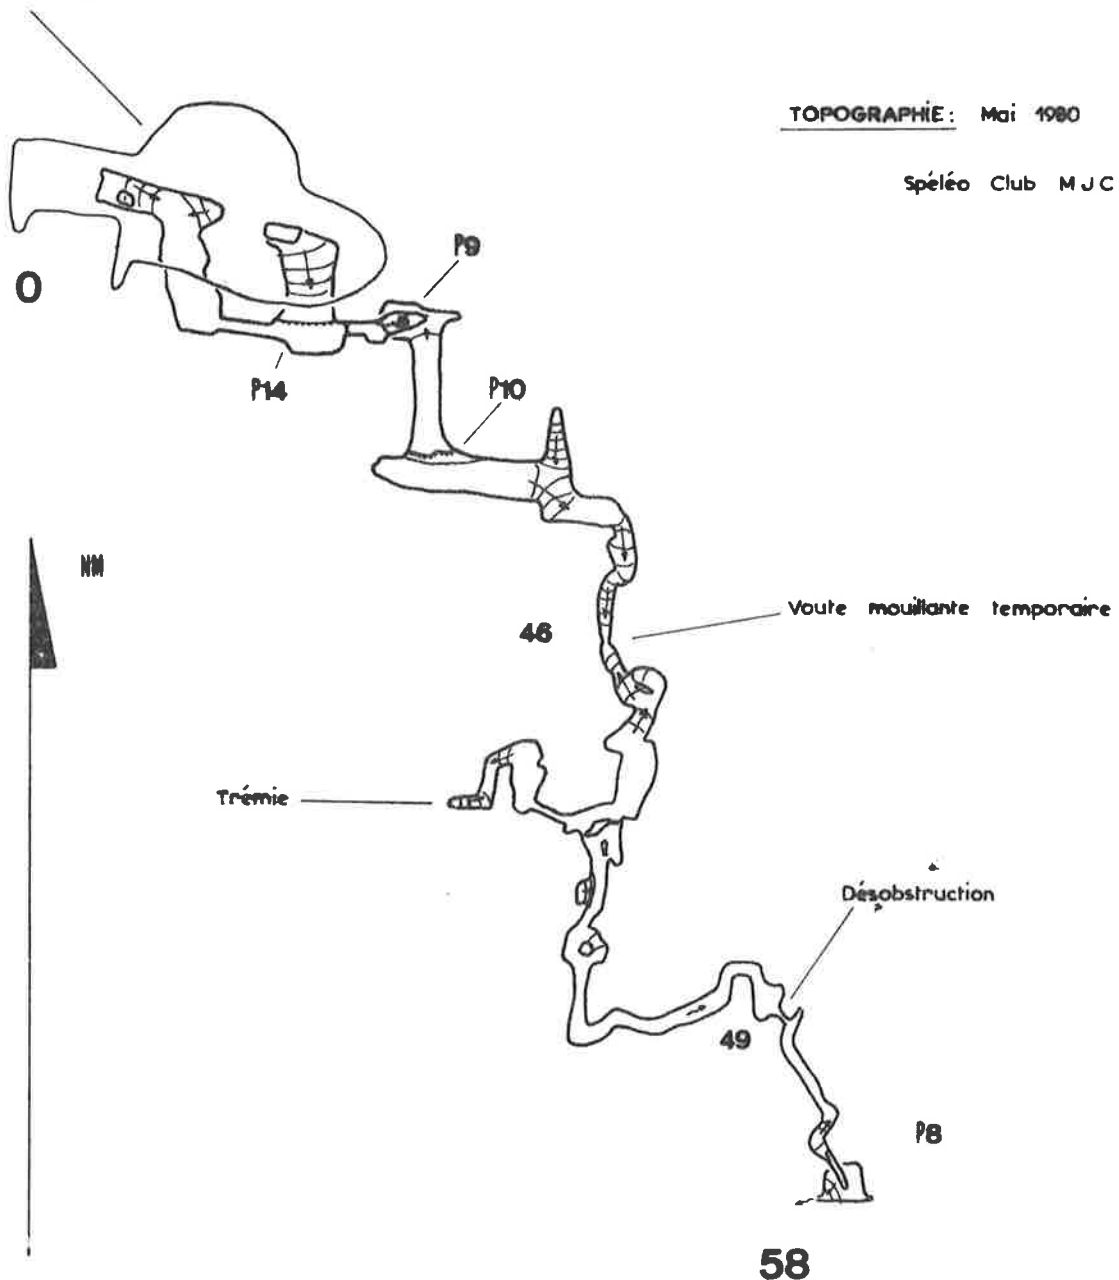 TOPOGRAPHIE: Mai 1980
Spéléo Club MJC
P9
0
P14
P10
NM
46
Voute mouillante temporaire
Trémie
Désobstruction
49
P8
58